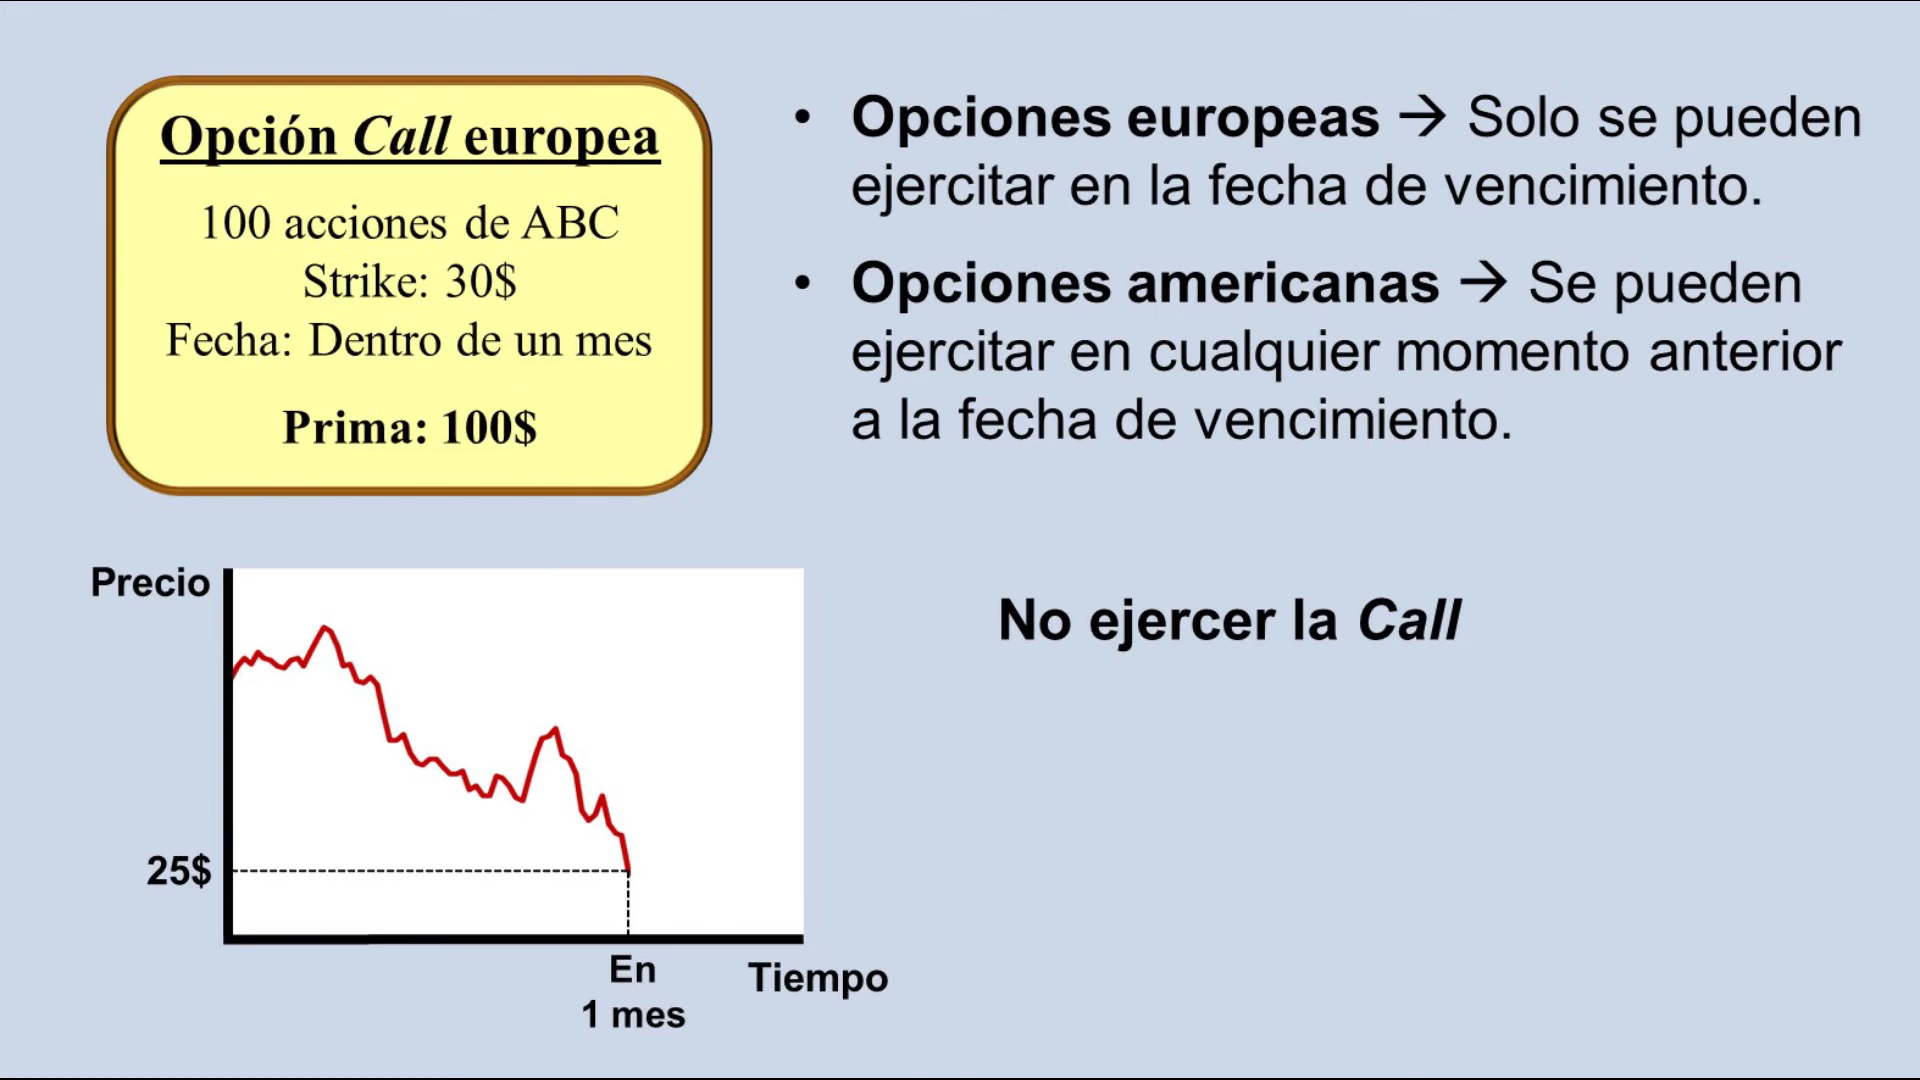 Opción Call europea
100 acciones de ABC
Strike: 30$
Fecha: Dentro de un mes
Prima: 100$
• Opciones europeas → Solo se pueden
ejercitar en la fecha de vencimiento.
• Opciones americanas → Se pueden
ejercitar en cualquier momento anterior
a la fecha de vencimiento.
Precio
25$
En
1 mes
Tiempo
No ejercer la Call